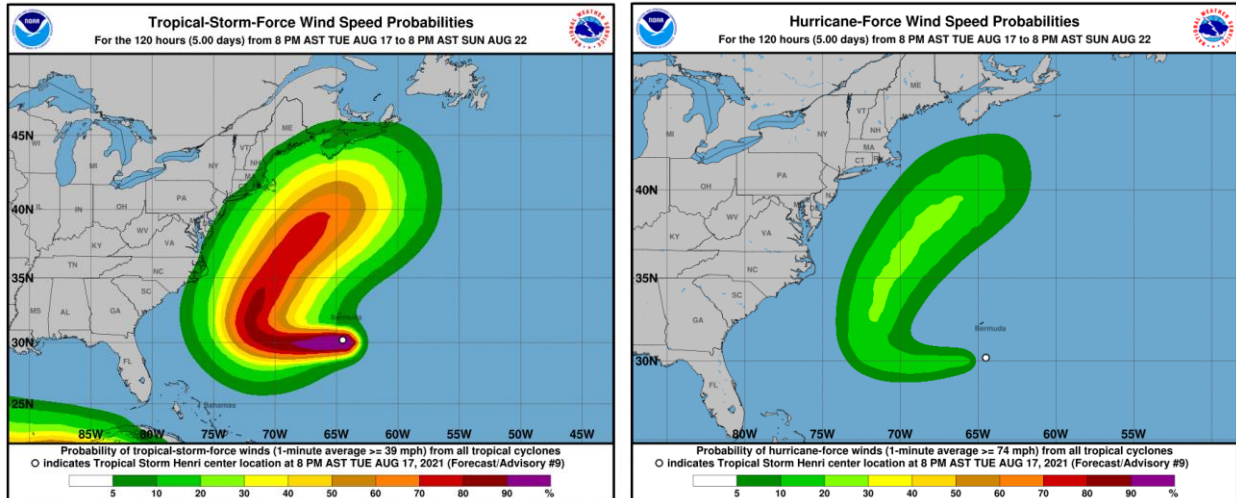 Tropical-Storm-Force Wind Speed Probabilities
For the 120 hours (5.00 days) from 8 PM AST TUE AUG 17 to 8 PM AST SUN AUG 22
NOAA
NATIONAL WEATHER SERVICE
45N
40N
35N
30N
25N
WI
MI
IL
IN
OH
KY
TN
MS
AL
GA
FL
WV
VA
NC
SC
PA
NY
VT
NH
MA
ME
Bermuda
Bahamas
85W 80W 75W 70W 65W 60W 55W 50W 45W
Probability of tropical-storm-force winds (1-minute average >= 39 mph) from all tropical cyclones
indicates Tropical Storm Henri center location at 8 PM AST TUE AUG 17, 2021 (Forecast/Advisory #9)
5 10 20 30 40 50 60 70 80 90 %
Hurricane-Force Wind Speed Probabilities
For the 120 hours (5.00 days) from 8 PM AST TUE AUG 17 to 8 PM AST SUN AUG 22
NOAA
NATIONAL WEATHER SERVICE
45N
40N
35N
30N
MI
OH
KY
WV
VA
NC
SC
GA
FL
PA
NY
VT
NH
MA
CT
ME
Bermuda
80W 75W 70W 65W 60W 55W
Probability of hurricane-force winds (1-minute average >= 74 mph) from all tropical cyclones
indicates Tropical Storm Henri center location at 8 PM AST TUE AUG 17, 2021 (Forecast/Advisory #9)
5 10 20 30 40 50 60 70 80 90 %